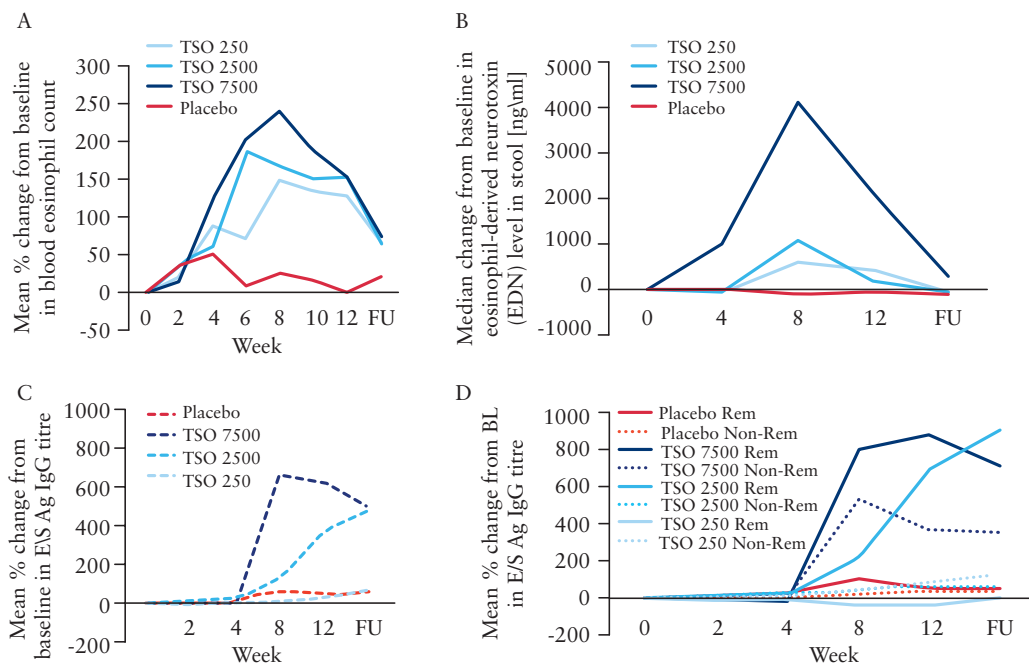 A
TSO 250
TSO 2500
TSO 7500
Placebo
Mean % change from baseline
in blood eosinophil count
300
250
200
150
100
50
0
-50
0 2 4 6 8 10 12 FU
Week
B
TSO 250
TSO 2500
TSO 7500
Placebo
Median change from baseline in
eosinophil-derived neurotoxin
(EDN) level in stool [ng\ml]
5000
4000
3000
2000
1000
0
-1000
0 4 8 12 FU
Week
C
Placebo
TSO 7500
TSO 2500
TSO 250
Mean % change from
baseline in E\S Ag IgG titre
1000
800
600
400
200
0
-200
2 4 8 12 FU
D
Placebo Rem
Placebo Non-Rem
TSO 7500 Rem
TSO 7500 Non-Rem
TSO 2500 Rem
TSO 2500 Non-Rem
TSO 250 Rem
TSO 250 Non-Rem
Mean % change from BL
in E/S Ag IgG titre
1000
800
600
400
200
0
-200
0 2 4 8 12 FU
Week